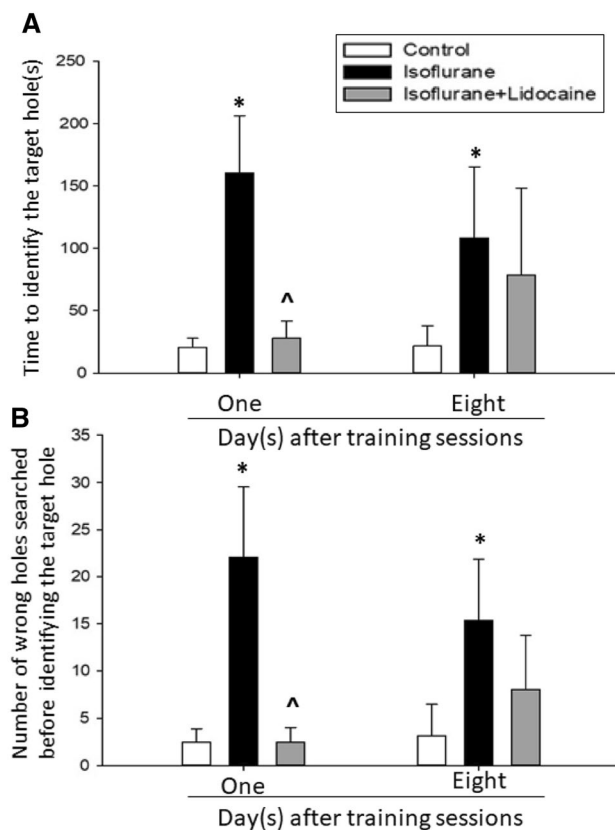 A
Control
Isoflurane
Isoflurane+Lidocaine
Time to identify the target hole(s)
250
200
150
100
50
0
*
^
*
One Eight
Day(s) after training sessions
B
Number of wrong holes searched
before identifying the target hole
35
30
25
20
15
10
5
0
*
^
*
One Eight
Day(s) after training sessions